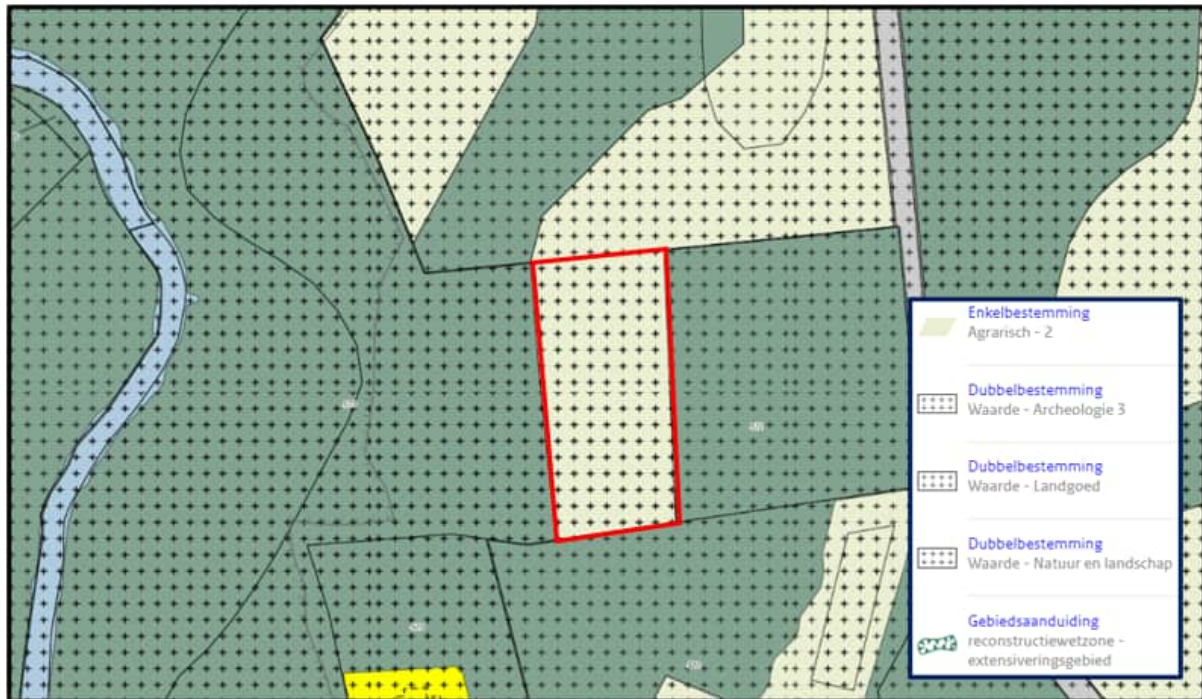 Enkelbestemming
Agrarisch - 2
Dubbelbestemming
Waarde - Archeologie 3
Dubbelbestemming
Waarde - Landgoed
Dubbelbestemming
Waarde - Natuur en landschap
Gebiedsaanduiding
reconstructiewetzone -
extensiveringsgebied